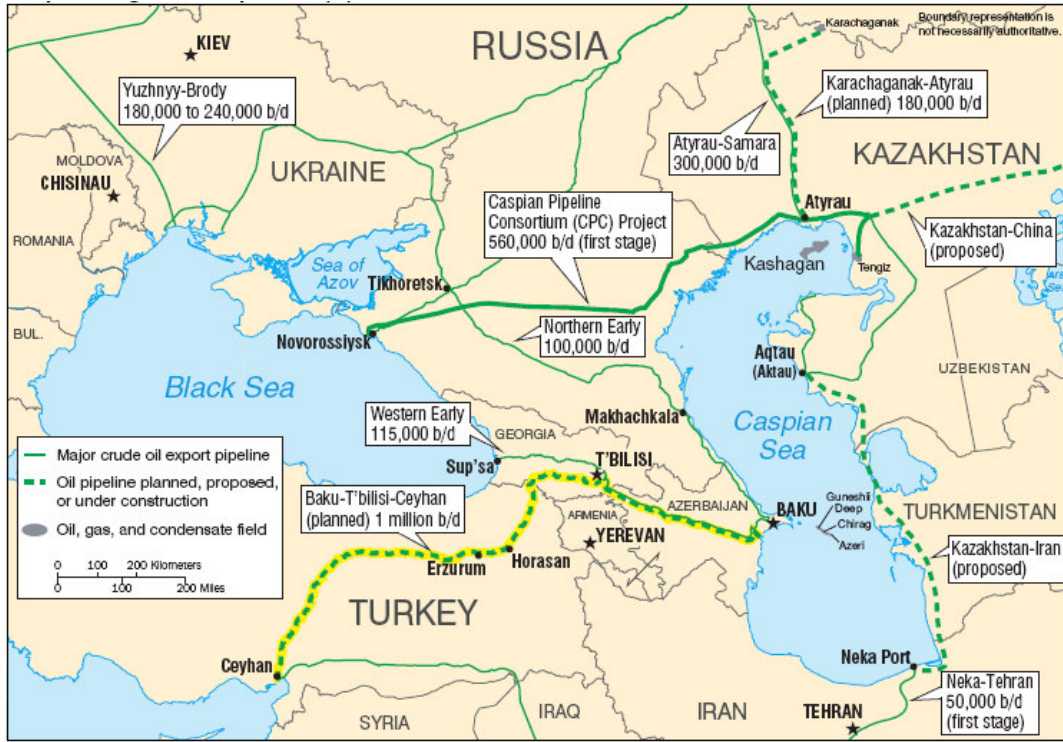 Karachaganak
Boundary representation is
not necessarily authoritative.
KIEV
RUSSIA
Yuzhnyy-Brody
180,000 to 240,000 b/d
Karachaganak-Atyrau
(planned) 180,000 b/d
Atyrau-Samara
300,000 b/d
MOLDOVA
CHISINAU
UKRAINE
KAZAKHSTAN
Caspian Pipeline
Consortium (CPC) Project
560,000 b/d (first stage)
Atyrau
Kazakhstan-China
(proposed)
ROMANIA
Sea of
Azov
Tikhoretsk
Kashagan
Tengiz
BUL.
Novorossiysk
Northern Early
100,000 b/d
Aqtau
(Aktau)
UZBEKISTAN
Black Sea
Western Early
115,000 b/d
Makhachkala
Caspian
Sea
GEORGIA
Sup'sa
T'BILISI
Major crude oil export pipeline
Oil pipeline planned, proposed,
or under construction
Oil, gas, and condensate field
0 100 200 Kilometers
0 100 200 Miles
Baku-T'bilisi-Ceyhan
(planned) 1 million b/d
ARMENIA
AZERBAIJAN
BAKU
Guneshli
Deep
Chirag
Azeri
TURKMENISTAN
YEREVAN
Erzurum
Horasan
Kazakhstan-Iran
(proposed)
TURKEY
Ceyhan
Neka Port
Neka-Tehran
50,000 b/d
(first stage)
SYRIA
IRAQ
IRAN
TEHRAN